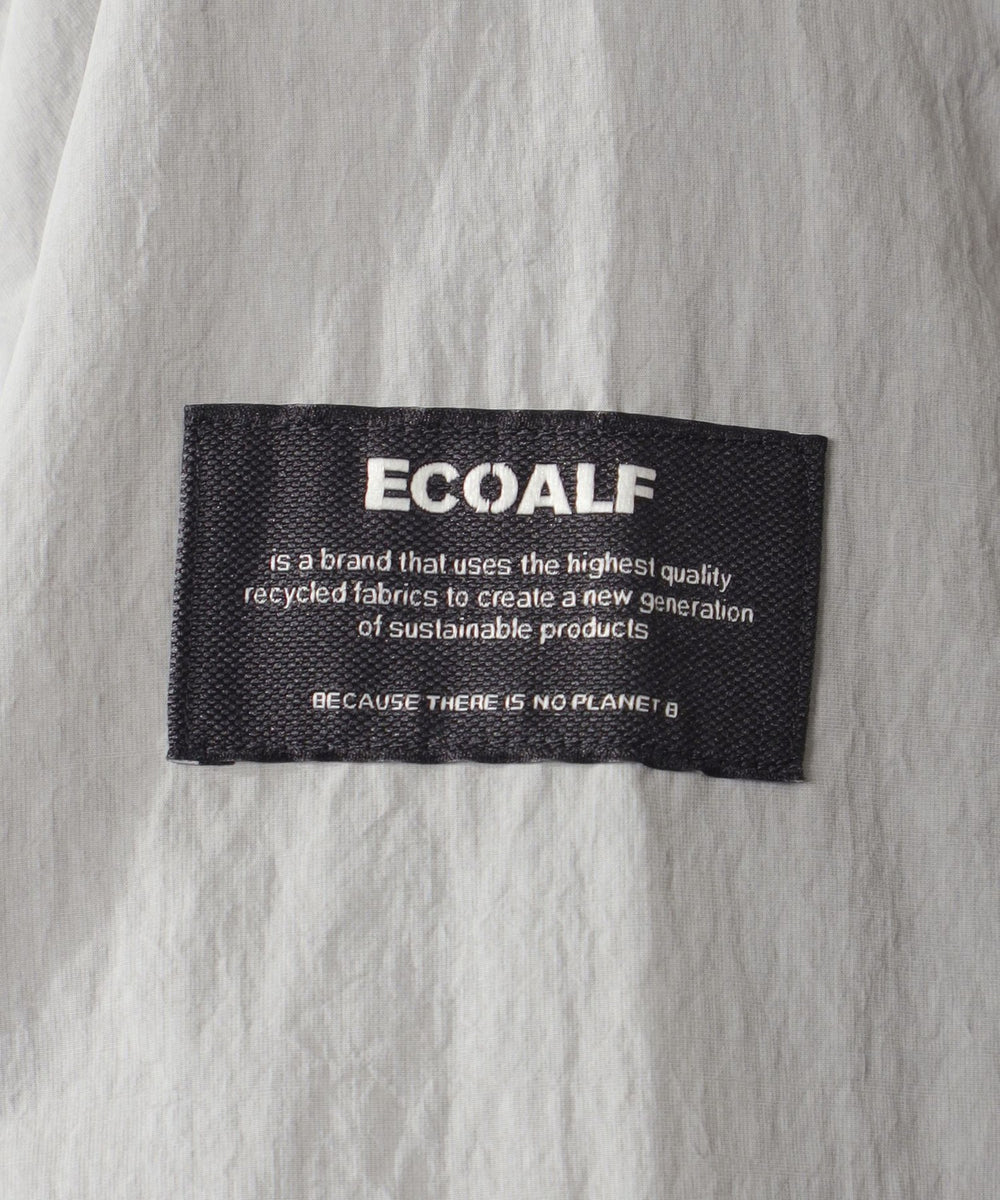 ECOALF
is a brand that uses the highest quality
recycled fabrics to create a new generation
of sustainable products
BECAUSE THERE IS NO PLANET B